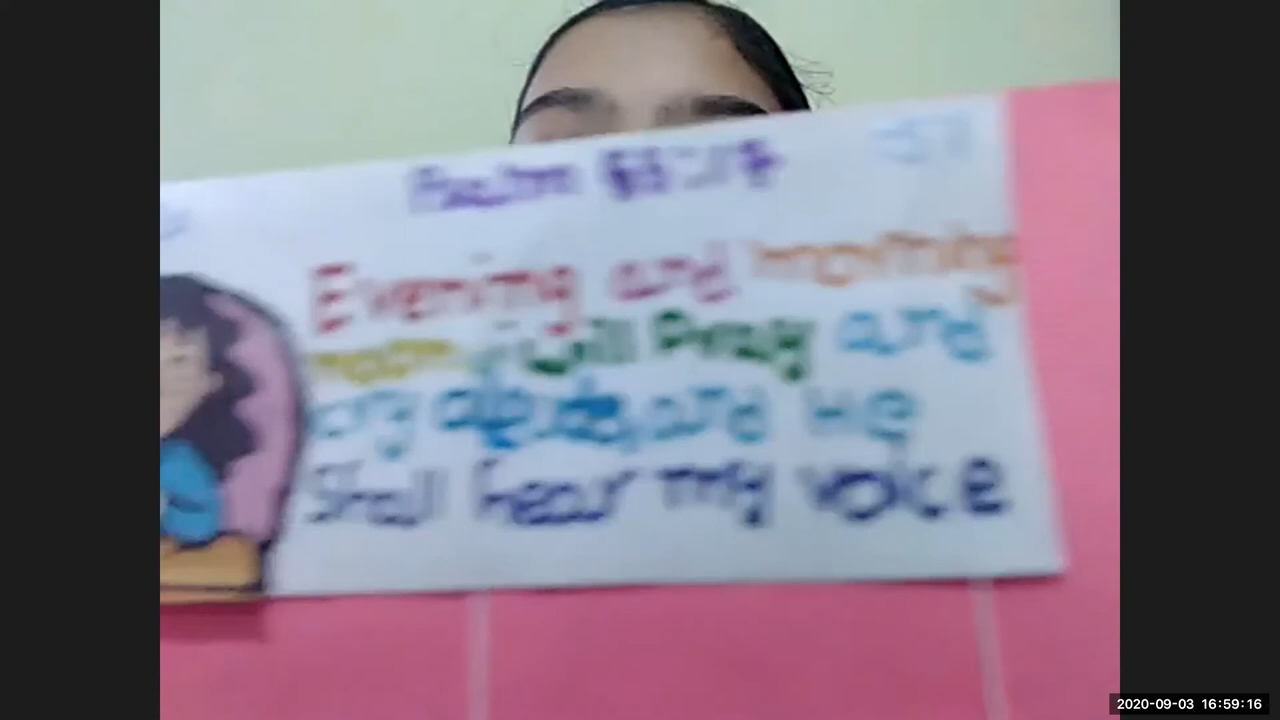 Psalm 55:17
Evening and morning
noon i will Pray and
cry aloud, and He
Shall hear my voice
2020-09-03 16:59:16